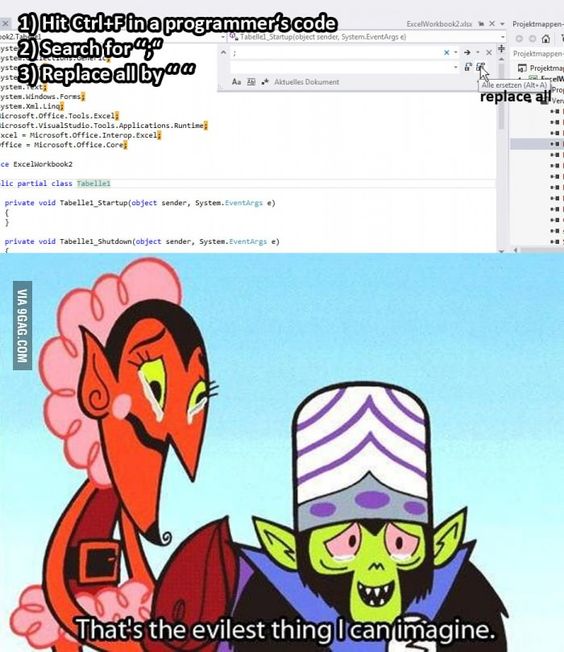 1) Hit Ctrl+F in a programmer's code
2) Search for “;“
3) Replace all by “ “
ExcelWorkbook2.xlsx
Projektmappen-
Tabelle1_Startup(object sender, System.EventArgs e)
;
Aa Abl .* Aktuelles Dokument
Alle ersetzen (Alt+A)
replace all
Projektmappen
Projektmap
ystem.Text;
ystem.Windows.Forms;
ystem.Xml.Linq;
icrosoft.Office.Tools.Excel;
icrosoft.VisualStudio.Tools.Applications.Runtime;
xcel = Microsoft.Office.Interop.Excel;
ffice = Microsoft.Office.Core;
ce ExcelWorkbook2
lic partial class Tabelle1
private void Tabelle1_Startup(object sender, System.EventArgs e)
{
}
private void Tabelle1_Shutdown(object sender, System.EventArgs e)
{
VIA 9GAG.COM
That's the evilest thing I can imagine.